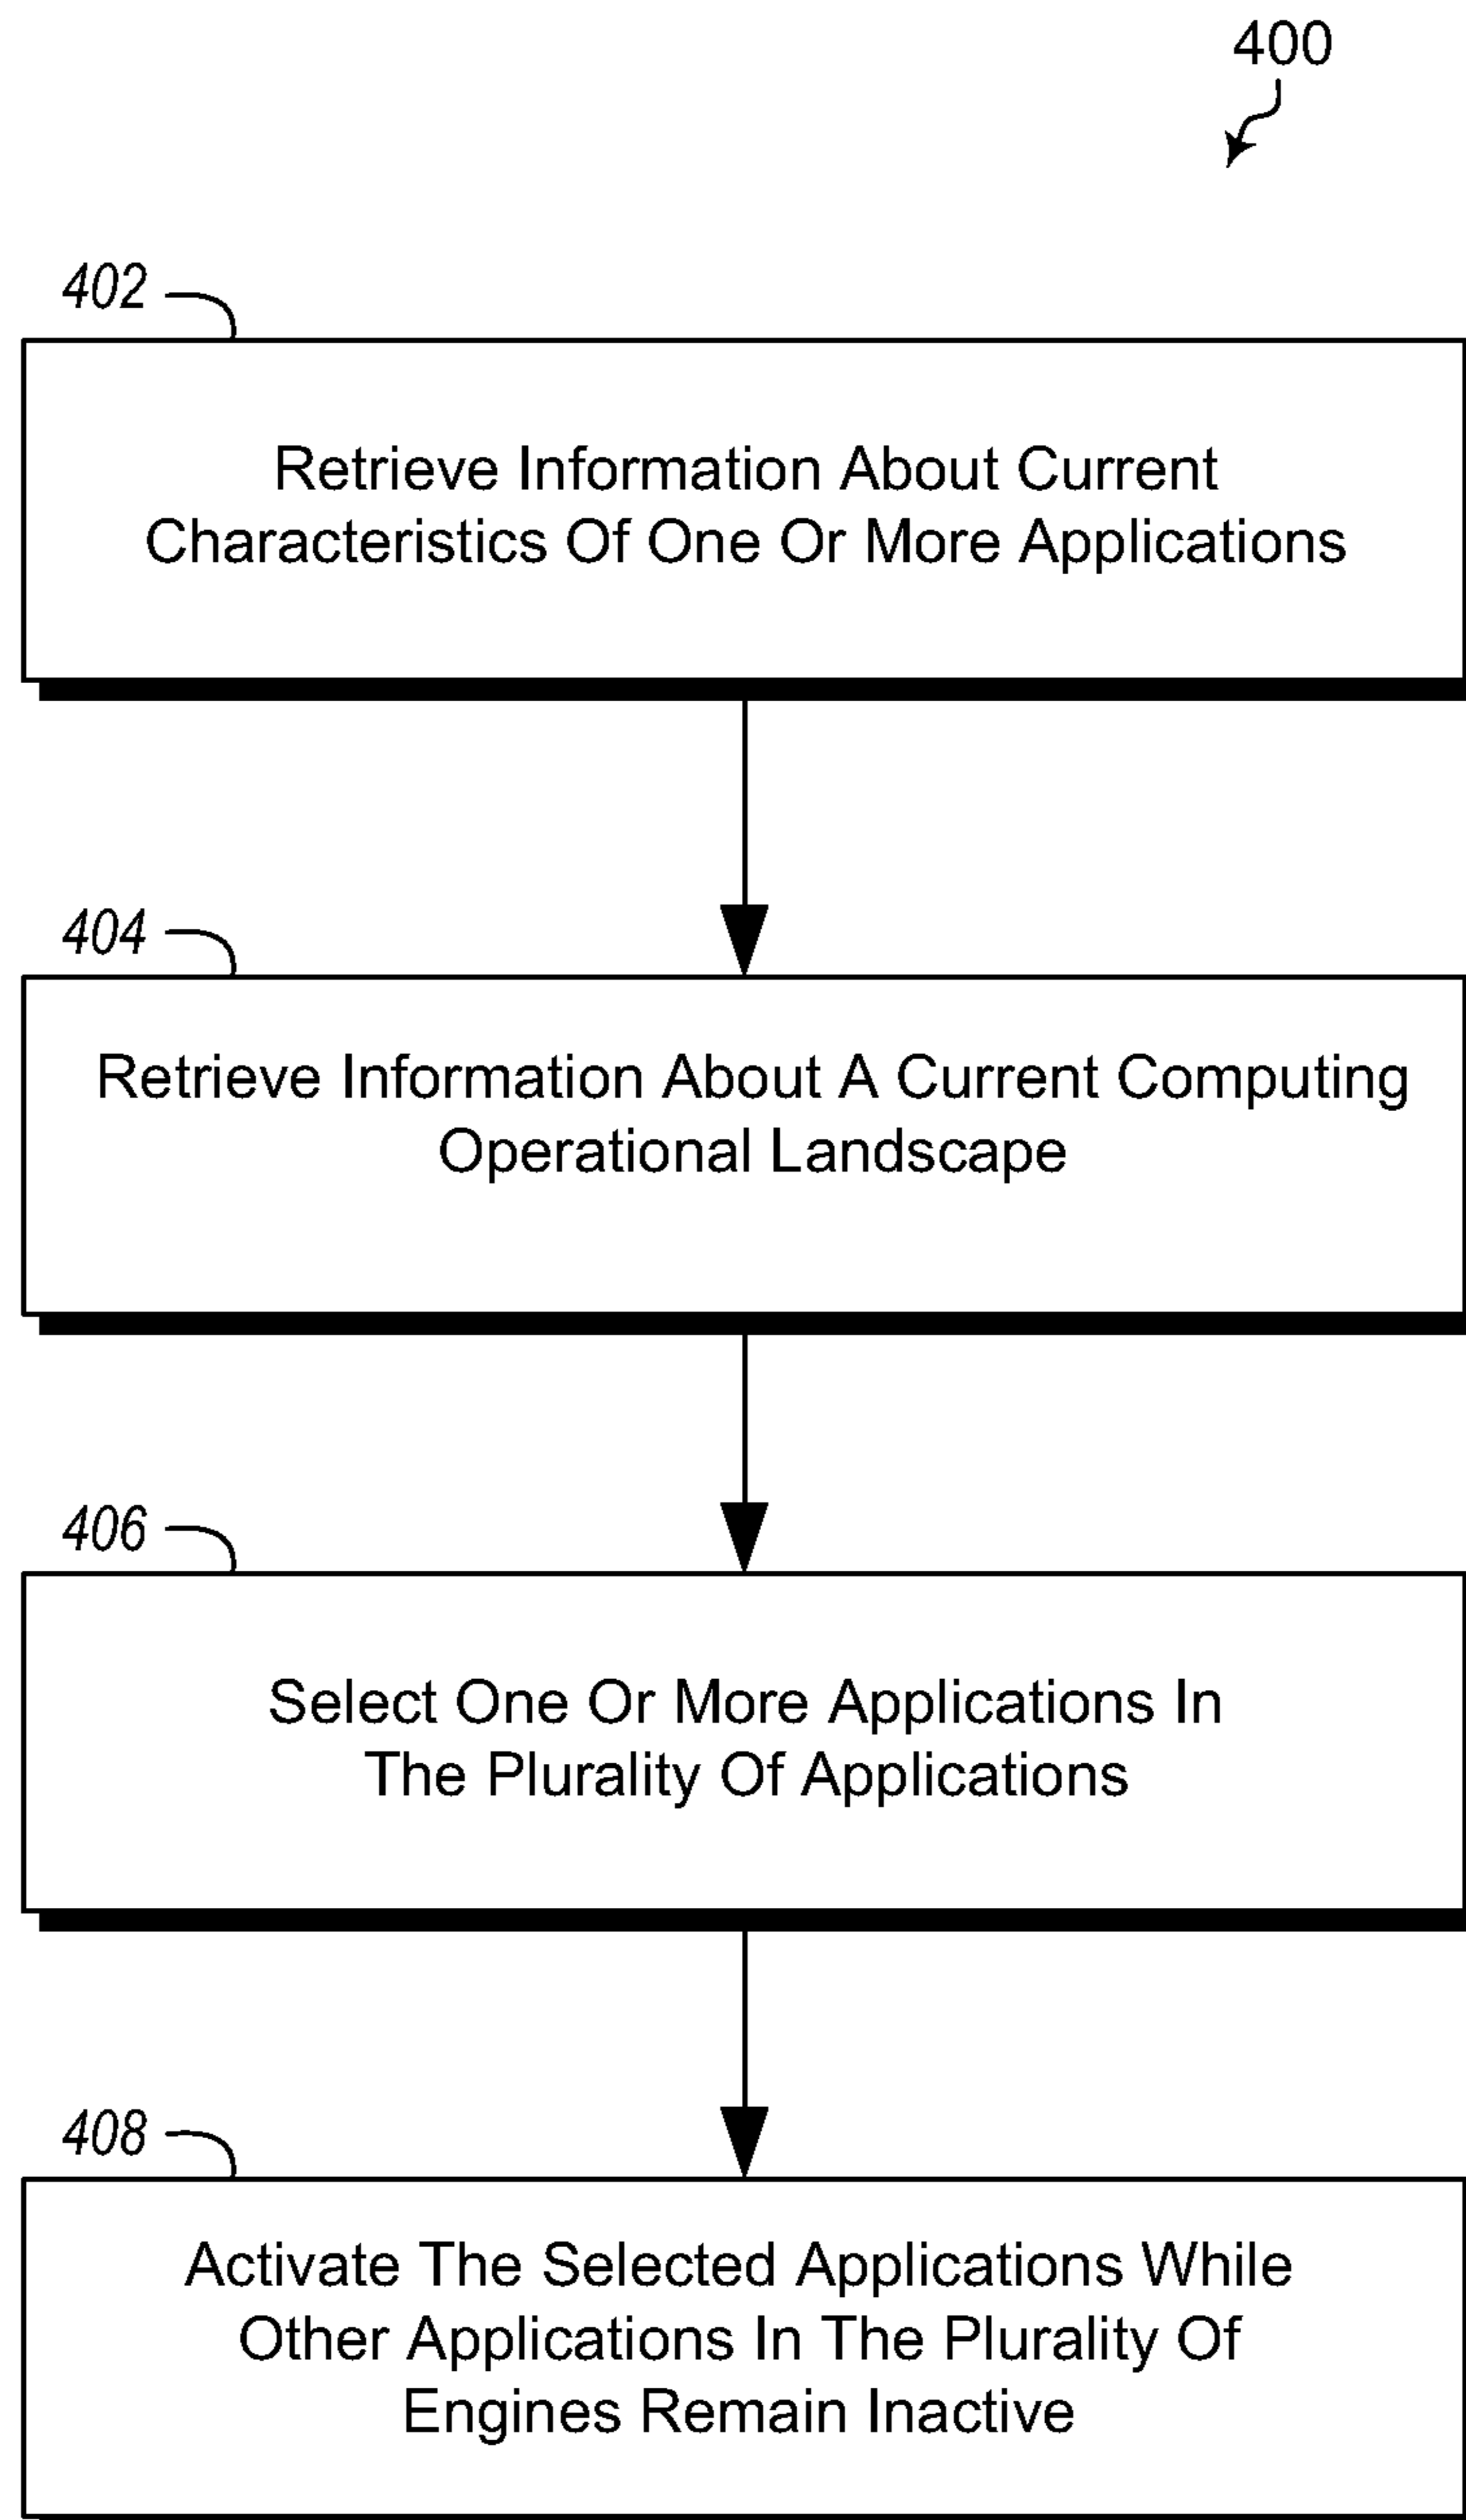 400
402
Retrieve Information About Current
Characteristics Of One Or More Applications
404
Retrieve Information About A Current Computing
Operational Landscape
406
Select One Or More Applications In
The Plurality Of Applications
408
Activate The Selected Applications While
Other Applications In The Plurality Of
Engines Remain Inactive